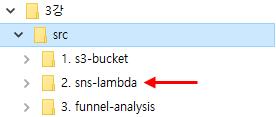 3강
src
1. s3-bucket
2. sns-lambda
3. funnel-analysis